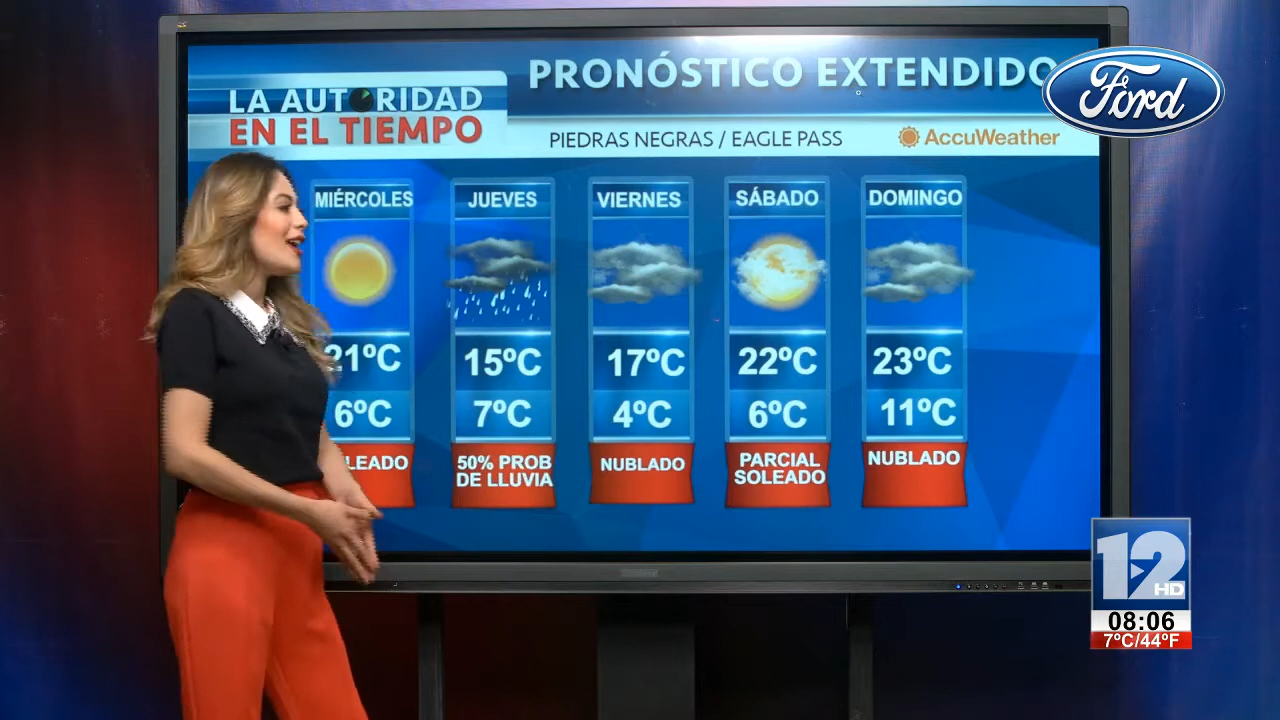 PRONÓSTICO EXTENDIDO
Ford
LA AUTORIDAD
EN EL TIEMPO
PIEDRAS NEGRAS / EAGLE PASS
AccuWeather
MIÉRCOLES
JUEVES
VIERNES
SÁBADO
DOMINGO
21ºC
15ºC
17ºC
22ºC
23ºC
6ºC
7ºC
4ºC
6ºC
11ºC
LEADO
50% PROB
DE LLUVIA
NUBLADO
PARCIAL
SOLEADO
NUBLADO
12
HD
08:06
7ºC/44ºF